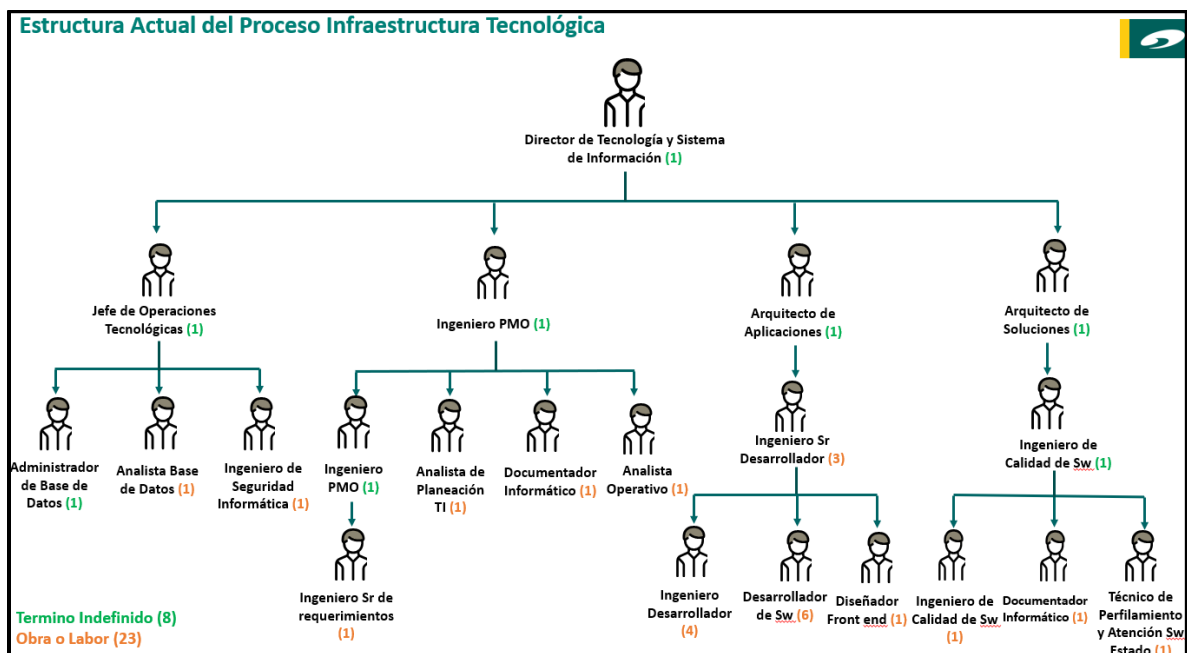 Estructura Actual del Proceso Infraestructura Tecnológica
Director de Tecnología y Sistema
de Información (1)
Jefe de Operaciones
Tecnológicas (1)
Ingeniero PMO (1)
Arquitecto de
Aplicaciones (1)
Arquitecto de
Soluciones (1)
Administrador
de Base de
Datos (1)
Analista Base
de Datos (1)
Ingeniero de
Seguridad
Informática (1)
Ingeniero
PMO (1)
Analista de
Planeación
TI (1)
Documentador
Informático (1)
Analista
Operativo (1)
Ingeniero Sr
Desarrollador (3)
Ingeniero de
Calidad de Sw (1)
Ingeniero Sr de
requerimientos
(1)
Ingeniero
Desarrollador
(4)
Desarrollador
de Sw (6)
Diseñador
Front end (1)
Ingeniero de
Calidad de Sw
(1)
Documentador
Informático (1)
Técnico de
Perfilamiento
y Atención Sw
Estado (1)
Termino Indefinido (8)
Obra o Labor (23)